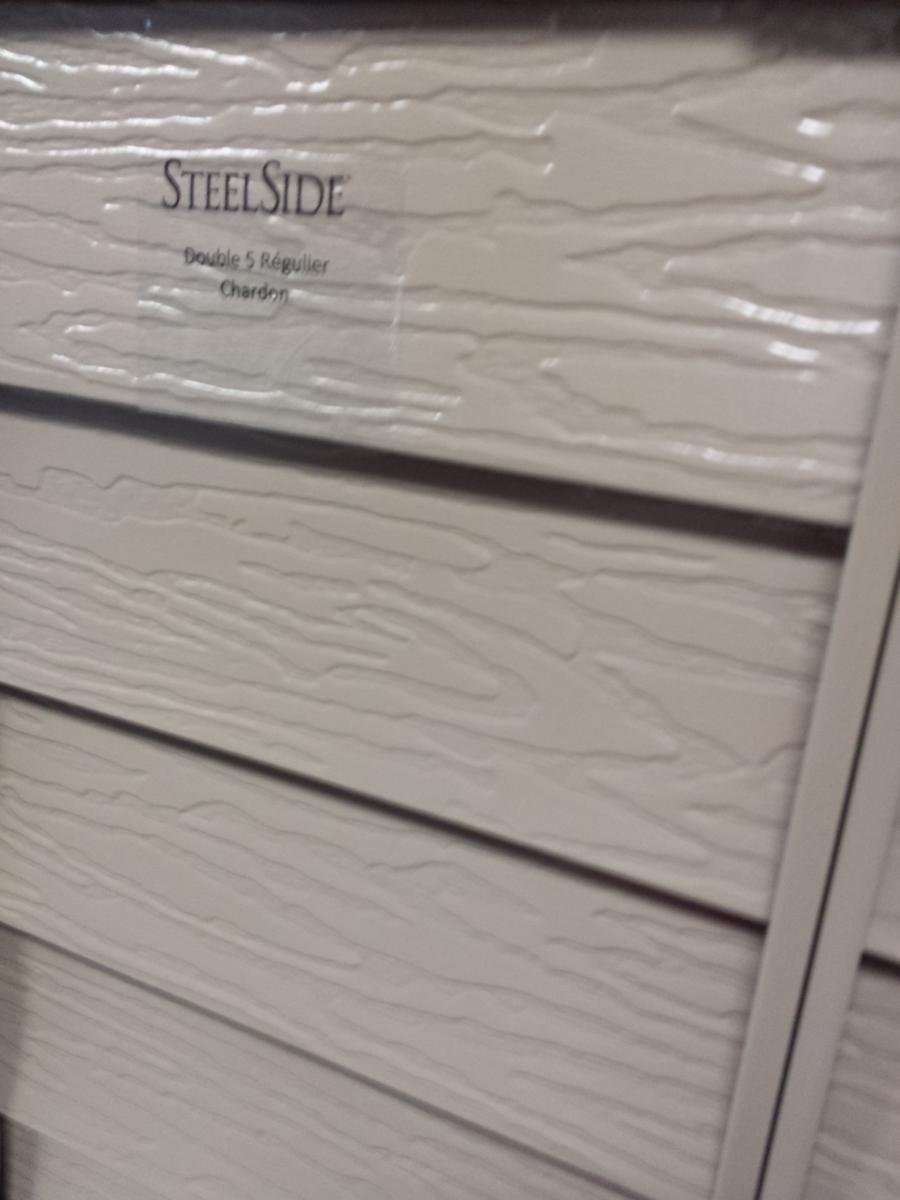 STEELSIDE
Double 5 Régulier
Chardon